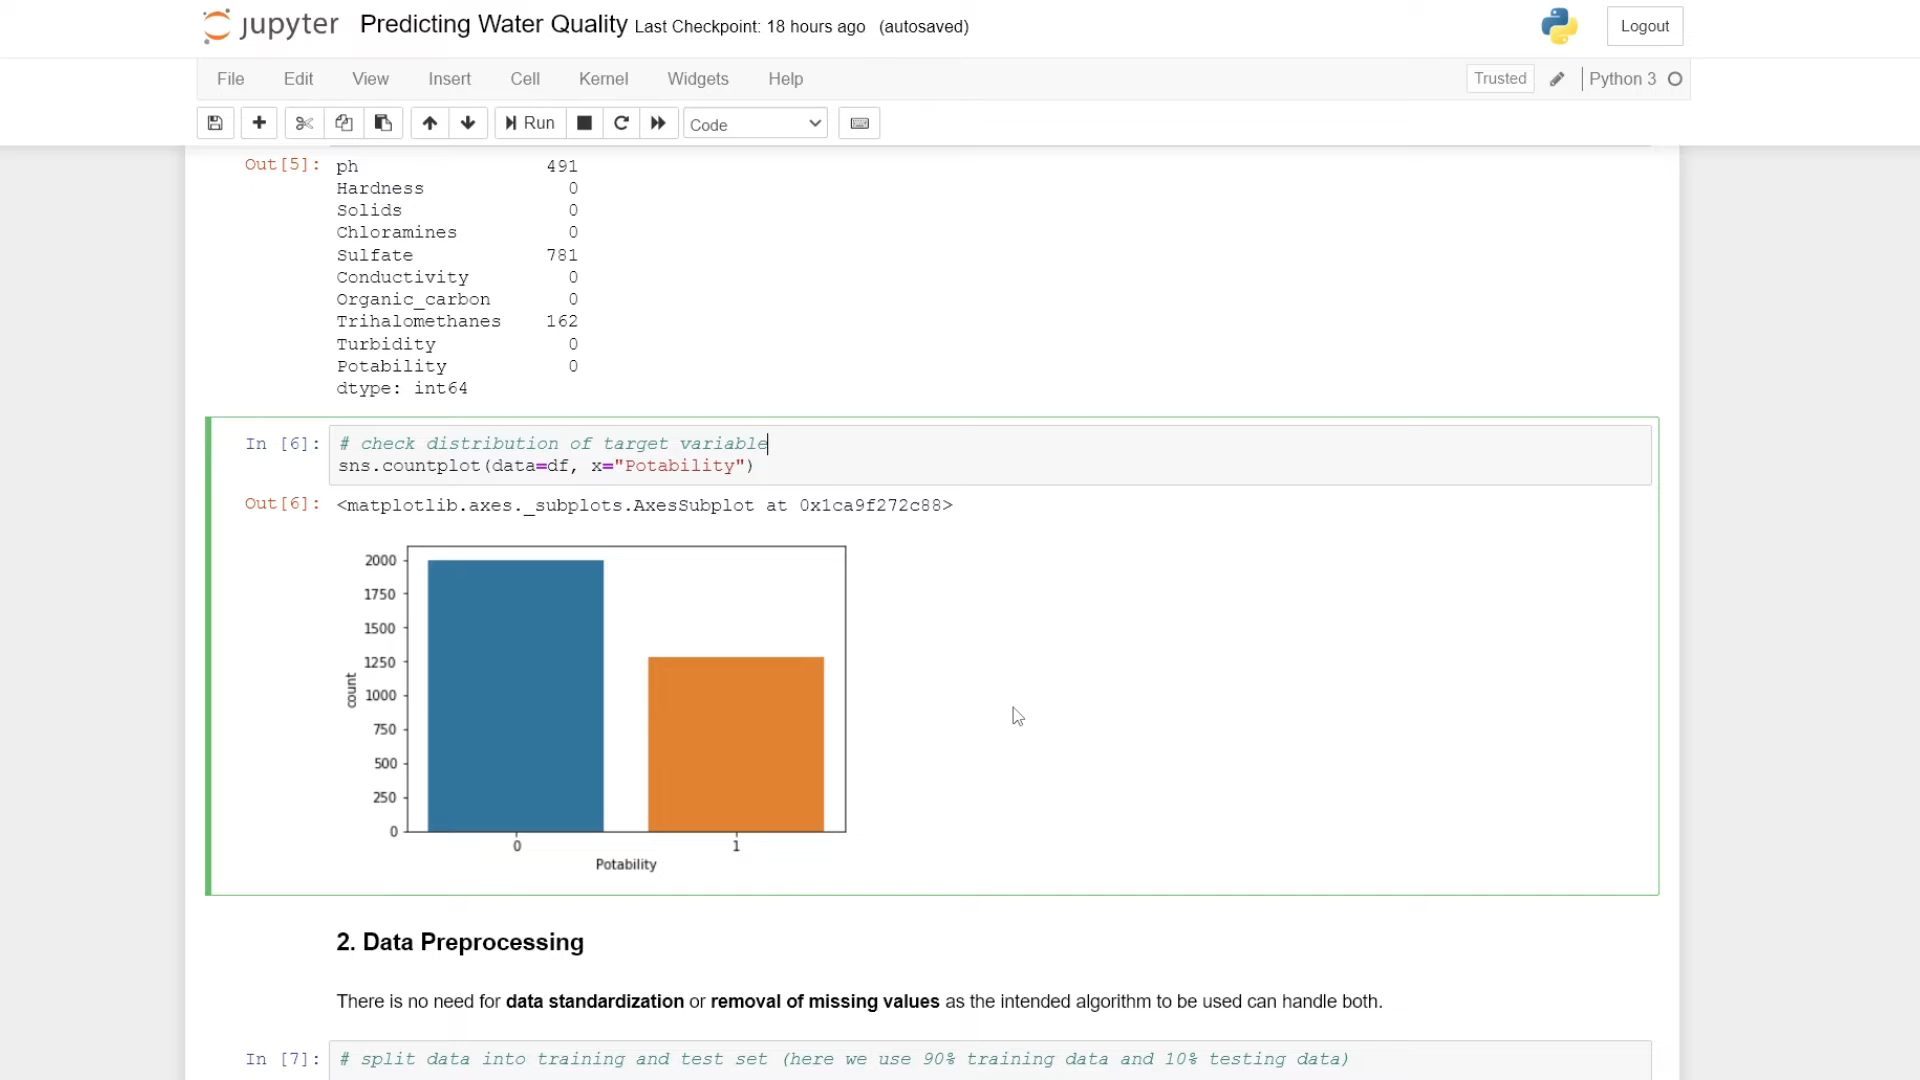 jupyter Predicting Water Quality Last Checkpoint: 18 hours ago (autosaved) Logout
File Edit View Insert Cell Kernel Widgets Help Trusted Python 3
Run Code
Out[5]: ph 491
Hardness 0
Solids 0
Chloramines 0
Sulfate 781
Conductivity 0
Organic_carbon 0
Trihalomethanes 162
Turbidity 0
Potability 0
dtype: int64
In [6]: # check distribution of target variable
sns.countplot(data=df, x="Potability")
Out[6]: <matplotlib.axes._subplots.AxesSubplot at 0x1ca9f272c88>
2000
1750
1500
1250
1000
750
500
250
0
count
0 1
Potability
2. Data Preprocessing
There is no need for data standardization or removal of missing values as the intended algorithm to be used can handle both.
In [7]: # split data into training and test set (here we use 90% training data and 10% testing data)